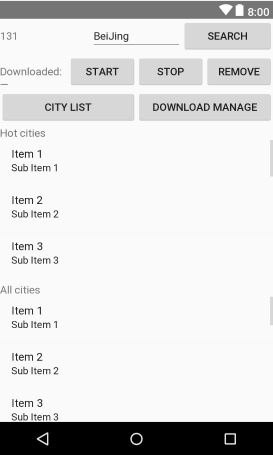 8:00
131 BeiJing SEARCH
Downloaded: START STOP REMOVE
CITY LIST DOWNLOAD MANAGE
Hot cities
Item 1
Sub Item 1
Item 2
Sub Item 2
Item 3
Sub Item 3
All cities
Item 1
Sub Item 1
Item 2
Sub Item 2
Item 3
Sub Item 3